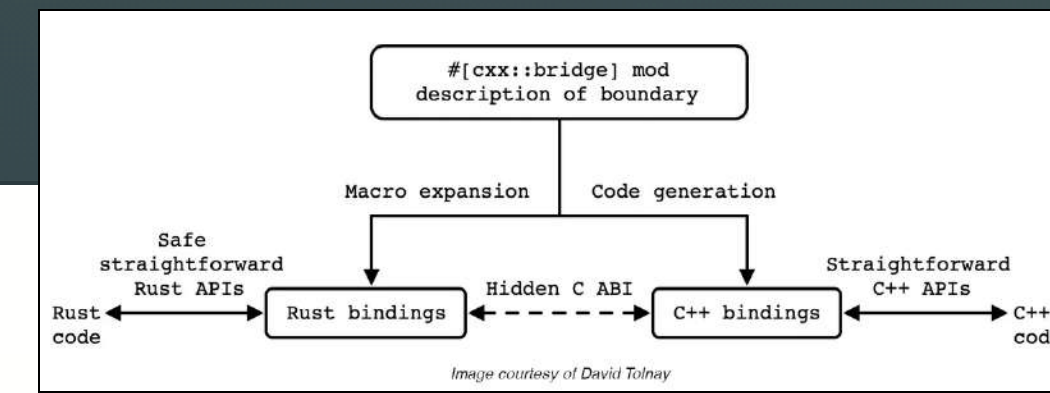 #[cxx::bridge] mod
description of boundary
Macro expansion
Code generation
Safe
straightforward
Rust APIs
Straightforward
C++ APIs
Rust
code
Rust bindings
Hidden C ABI
C++ bindings
C++
cod
Image courtesy of David Tolnay